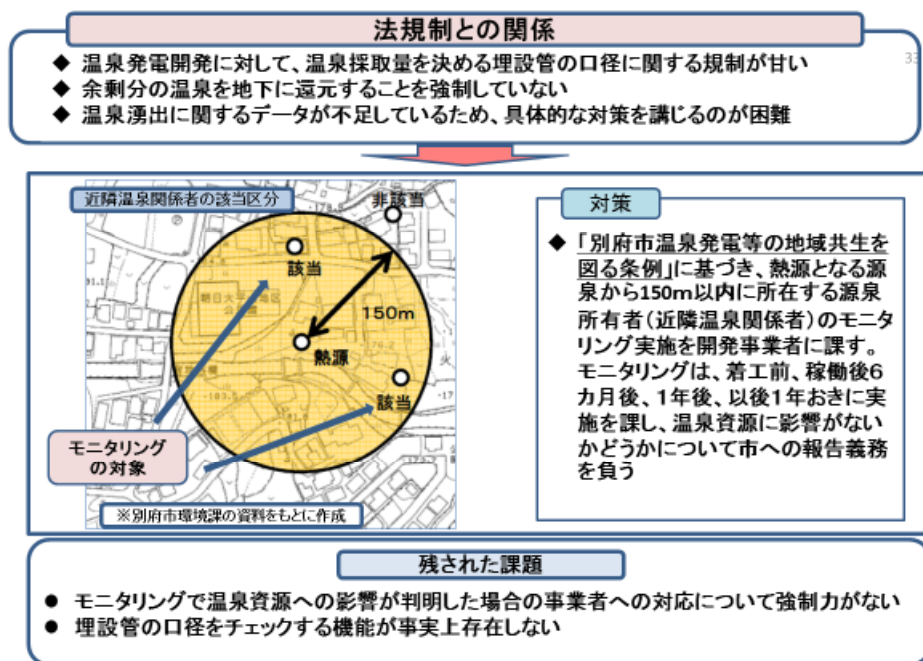 法規制との関係
33
◆ 温泉発電開発に対して、温泉採取量を決める埋設管の口径に関する規制が甘い
◆ 余剰分の温泉を地下に還元することを強制していない
◆ 温泉湧出に関するデータが不足しているため、具体的な対策を講じるのが困難
近隣温泉関係者の該当区分
非該当
該当
150m
熱源
該当
モニタリング
の対象
※別府市環境課の資料をもとに作成
対策
◆ 「別府市温泉発電等の地域共生を
図る条例」に基づき、熱源となる源
泉から150m以内に所在する源泉
所有者(近隣温泉関係者)のモニタ
リング実施を開発事業者に課す。
モニタリングは、着工前、稼働後6
カ月後、1年後、以後1年おきに実
施を課し、温泉資源に影響がない
かどうかについて市への報告義務
を負う
残された課題
● モニタリングで温泉資源への影響が判明した場合の事業者への対応について強制力がない
● 埋設管の口径をチェックする機能が事実上存在しない